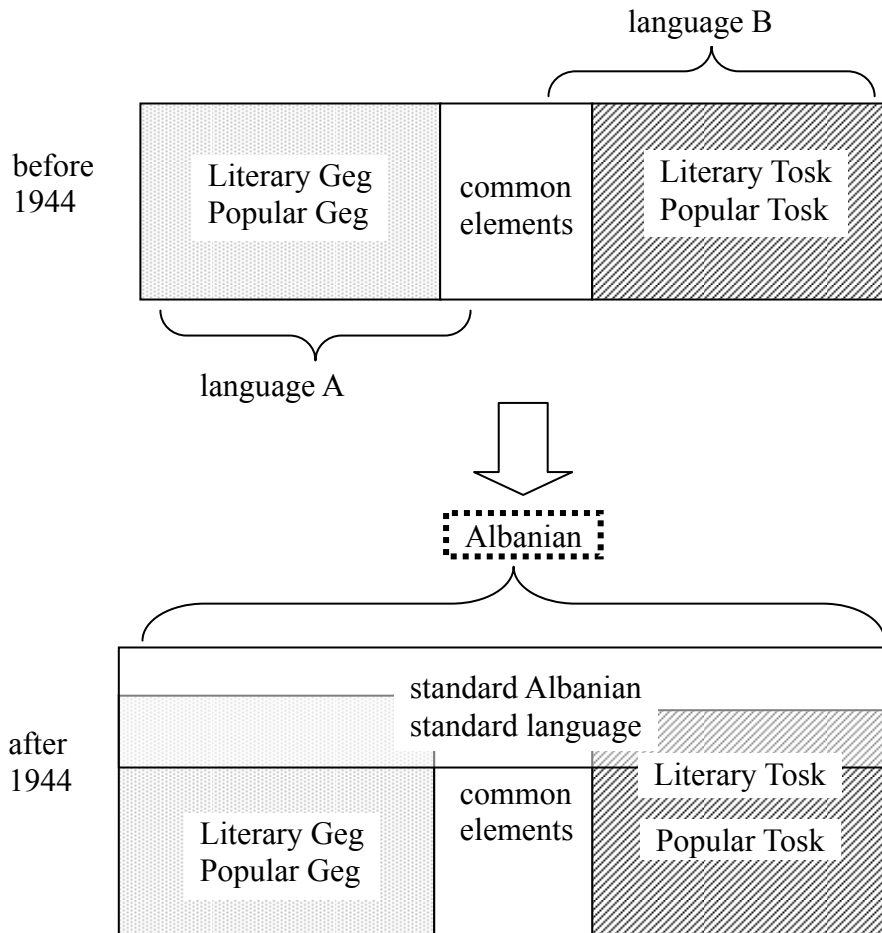 language B
before
1944
Literary Geg
Popular Geg
common
elements
Literary Tosk
Popular Tosk
language A
Albanian
standard Albanian
standard language
after
1944
Literary Geg
Popular Geg
common
elements
Literary Tosk
Popular Tosk